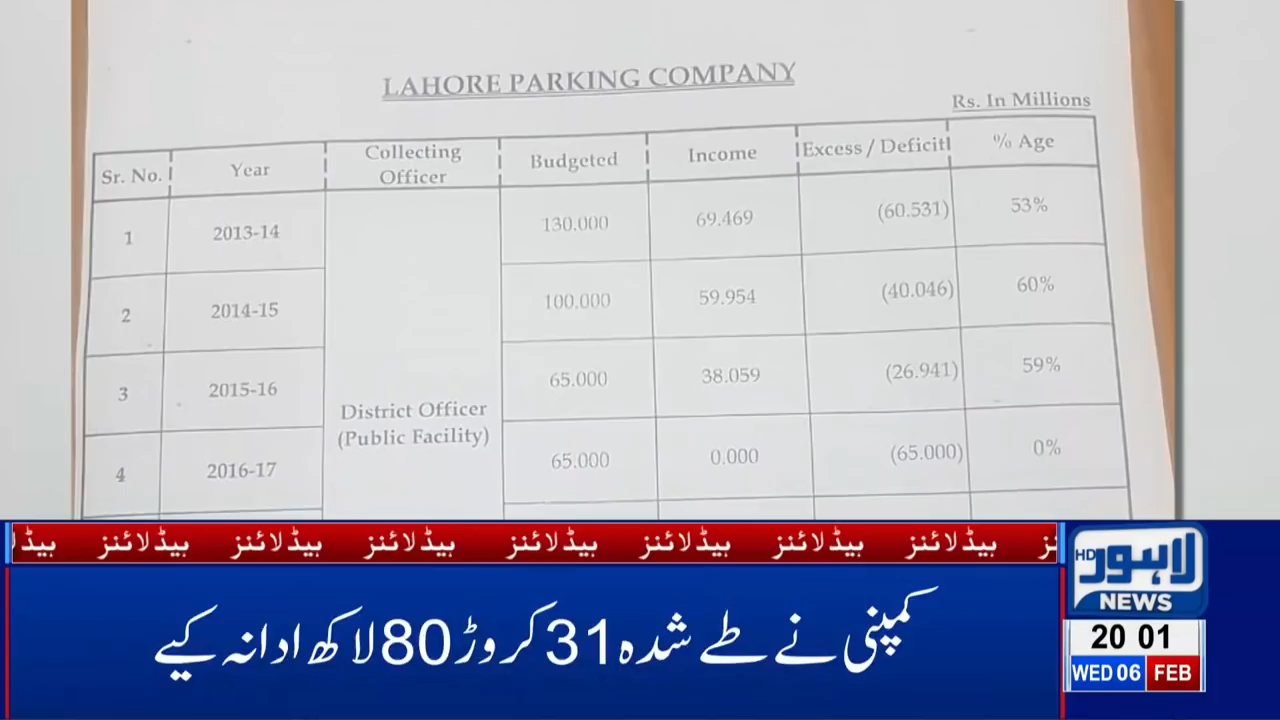 LAHORE PARKING COMPANY
Rs. In Millions
Sr. No. Year Collecting Officer Budgeted Income Excess / Deficit % Age
1 2013-14 130.000 69.469 (60.531) 53%
2 2014-15 100.000 59.954 (40.046) 60%
3 2015-16 65.000 38.059 (26.941) 59%
District Officer
(Public Facility)
4 2016-17 65.000 0.000 (65.000) 0%
ہیڈلائنز ہیڈلائنز ہیڈلائنز ہیڈلائنز ہیڈلائنز ہیڈلائنز ہیڈلائنز
کمپنی نے طے شدہ 31 کروڑ 80 لاکھ ادا نہ کیے
HD لاہور
NEWS
20 01
WED 06 FEB